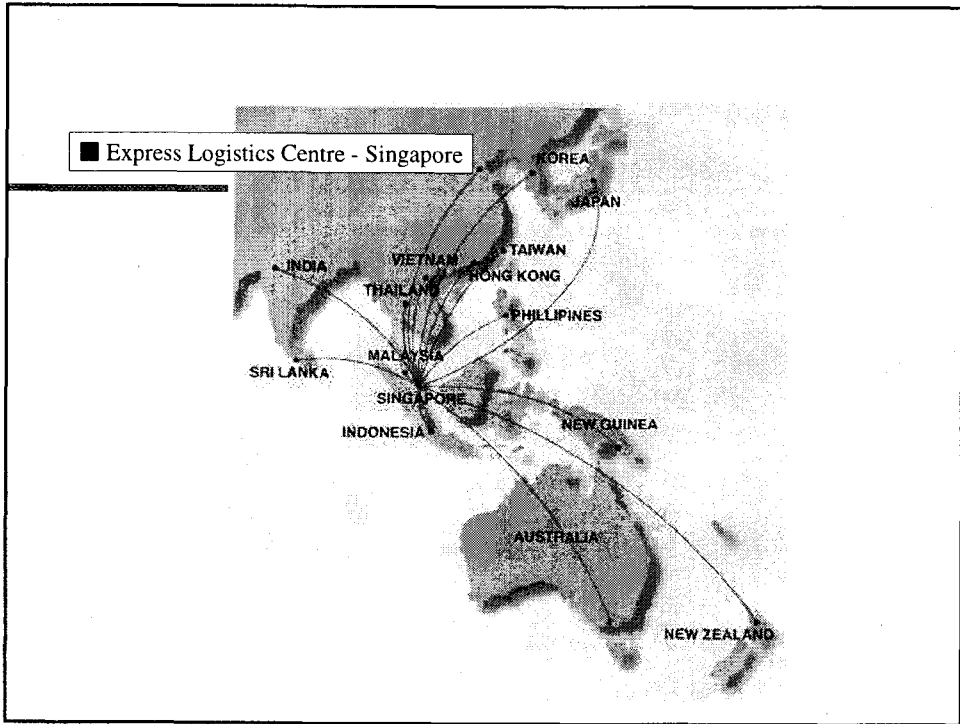 Express Logistics Centre - Singapore
KOREA
JAPAN
TAIWAN
VIETNAM
INDIA
HONG KONG
THAILAND
PHILLIPINES
MALAYSIA
SRI LANKA
SINGAPORE
NEW GUINEA
INDONESIA
AUSTRALIA
NEW ZEALAND